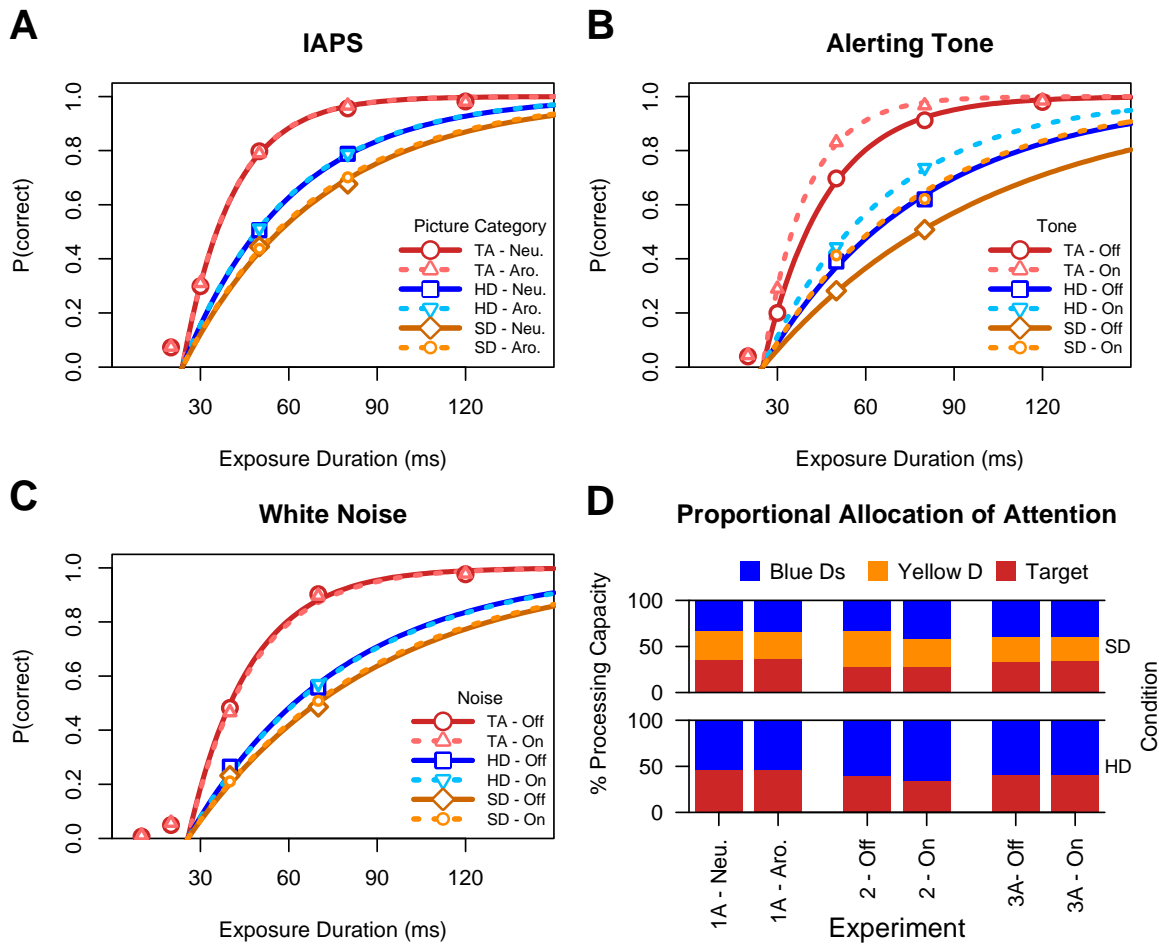 A
IAPS
P(correct)
1.0
0.8
0.6
0.4
0.2
0.0
Picture Category
TA - Neu.
TA - Aro.
HD - Neu.
HD - Aro.
SD - Neu.
SD - Aro.
30 60 90 120
Exposure Duration (ms)
B
Alerting Tone
P(correct)
1.0
0.8
0.6
0.4
0.2
0.0
Tone
TA - Off
TA - On
HD - Off
HD - On
SD - Off
SD - On
30 60 90 120
Exposure Duration (ms)
C
White Noise
P(correct)
1.0
0.8
0.6
0.4
0.2
0.0
Noise
TA - Off
TA - On
HD - Off
HD - On
SD - Off
SD - On
30 60 90 120
Exposure Duration (ms)
D
Proportional Allocation of Attention
Blue Ds Yellow D Target
% Processing Capacity
100
50
0
SD
100
50
0
HD
Condition
1A - Neu.
1A - Aro.
2 - Off
2 - On
3A- Off
3A - On
Experiment